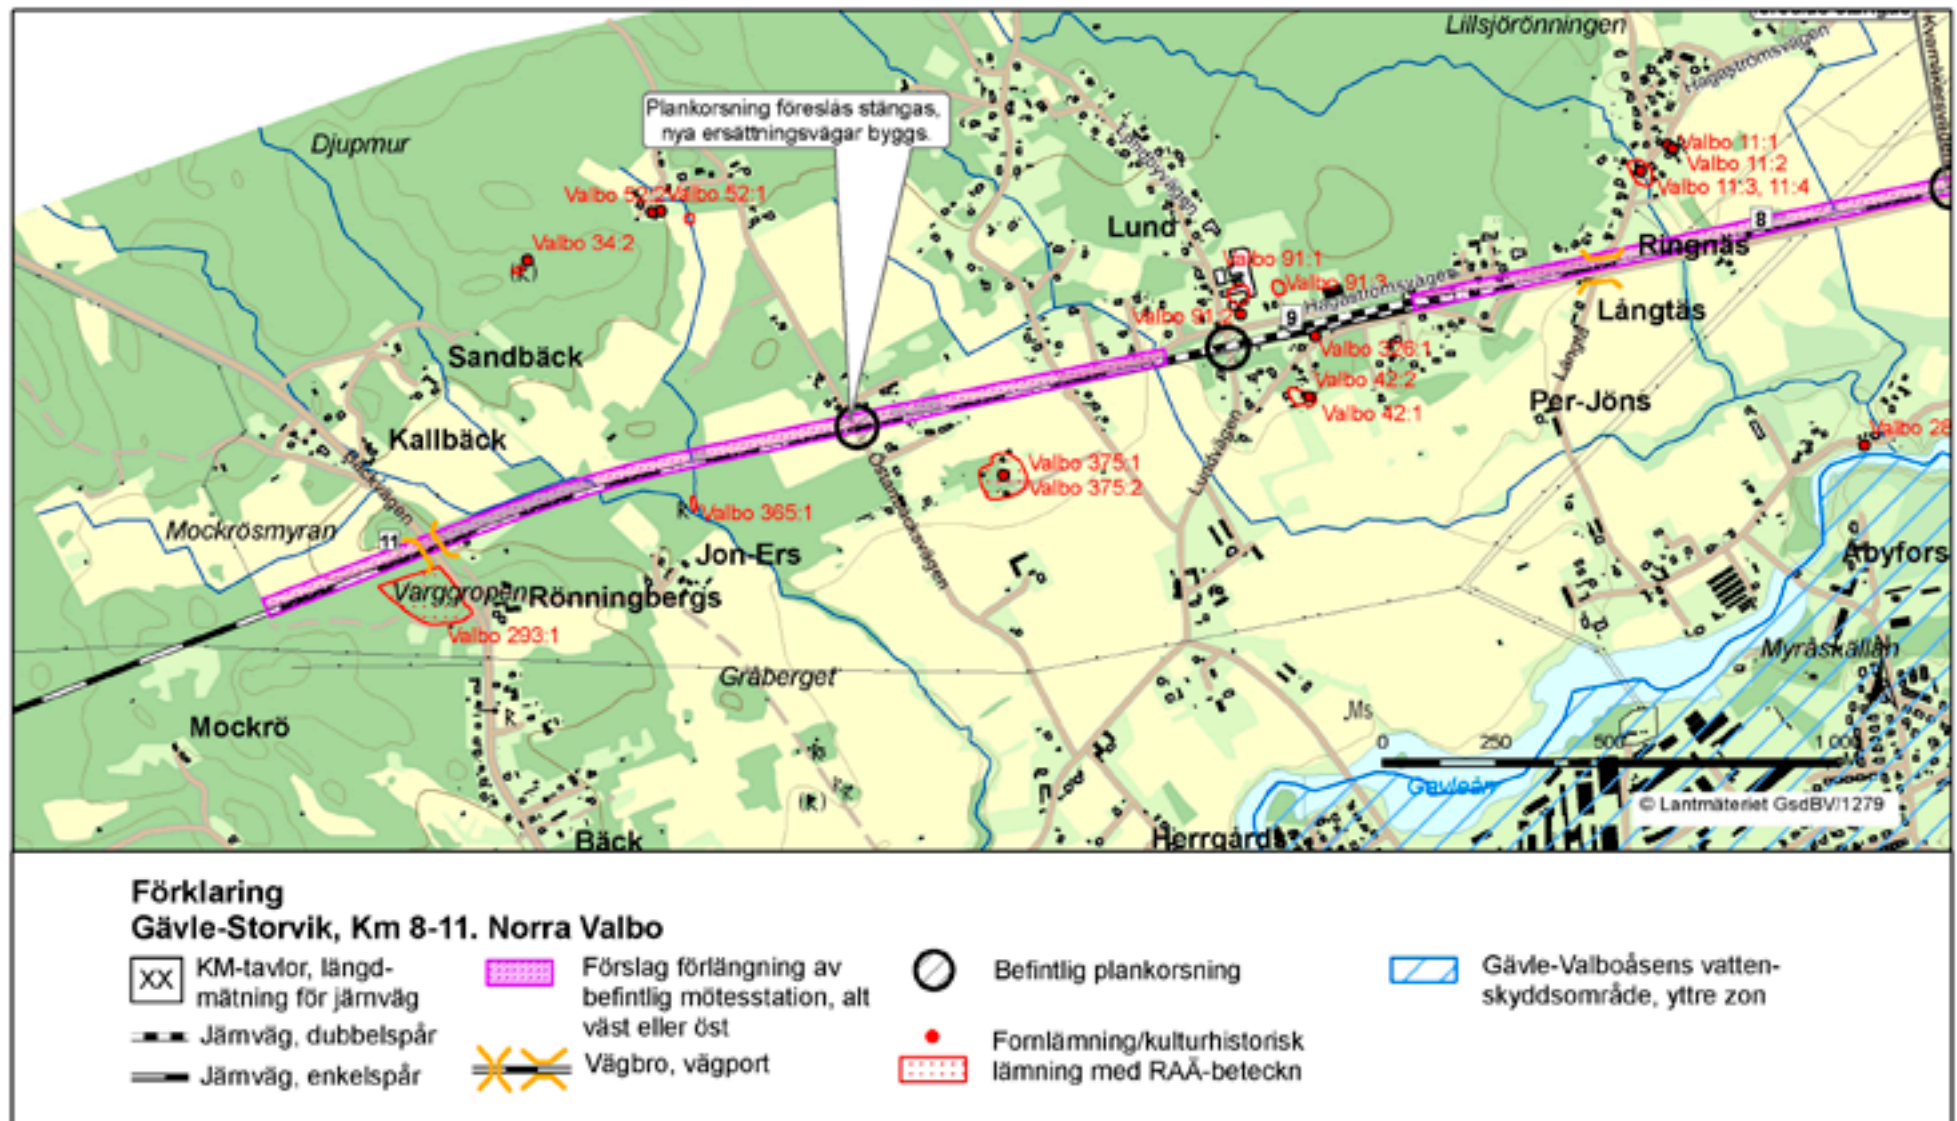 Lillsjörönningen
Hagaströmsvägen
Djupmur
Plankorsning föreslås stängas,
nya ersättningsvägar byggs.
Lundbyvägen
Valbo 11:1
Valbo 11:2
Valbo 11:3, 11:4
Valbo 52:2 Valbo 52:1
Valbo 34:2
(R)
Lund
8
Ringnäs
Valbo 91:1
Valbo 91:3
Hagaströmsvägen
Valbo 91:2
9
Långtäs
Sandbäck
Valbo 326:1
Valbo 42:2
Valbo 42:1
Per-Jöns
Kallbäck
Valbo 28
Valbo 375:1
Valbo 375:2
Östanbäcksvägen
Mockrösmyran
R
Valbo 365:1
11
Jon-Ers
Åbyfors
Varggropen
Rönningbergs
Valbo 293:1
Gråberget
Myråskällan
Mockrö
R
Ms
0 250 500 1 000
Gavleån
(R)
© Lantmäteriet GsdBV/1279
Bäck
Herrgårds
Förklaring
Gävle-Storvik, Km 8-11. Norra Valbo
XX
KM-tavlor, längd-
mätning för järnväg
Järnväg, dubbelspår
Järnväg, enkelspår
Förslag förlängning av
befintlig mötesstation, alt
väst eller öst
Vägbro, vägport
Befintlig plankorsning
Fornlämning/kulturhistorisk
lämning med RAÄ-beteckn
Gävle-Valboåsens vatten-
skyddsområde, yttre zon